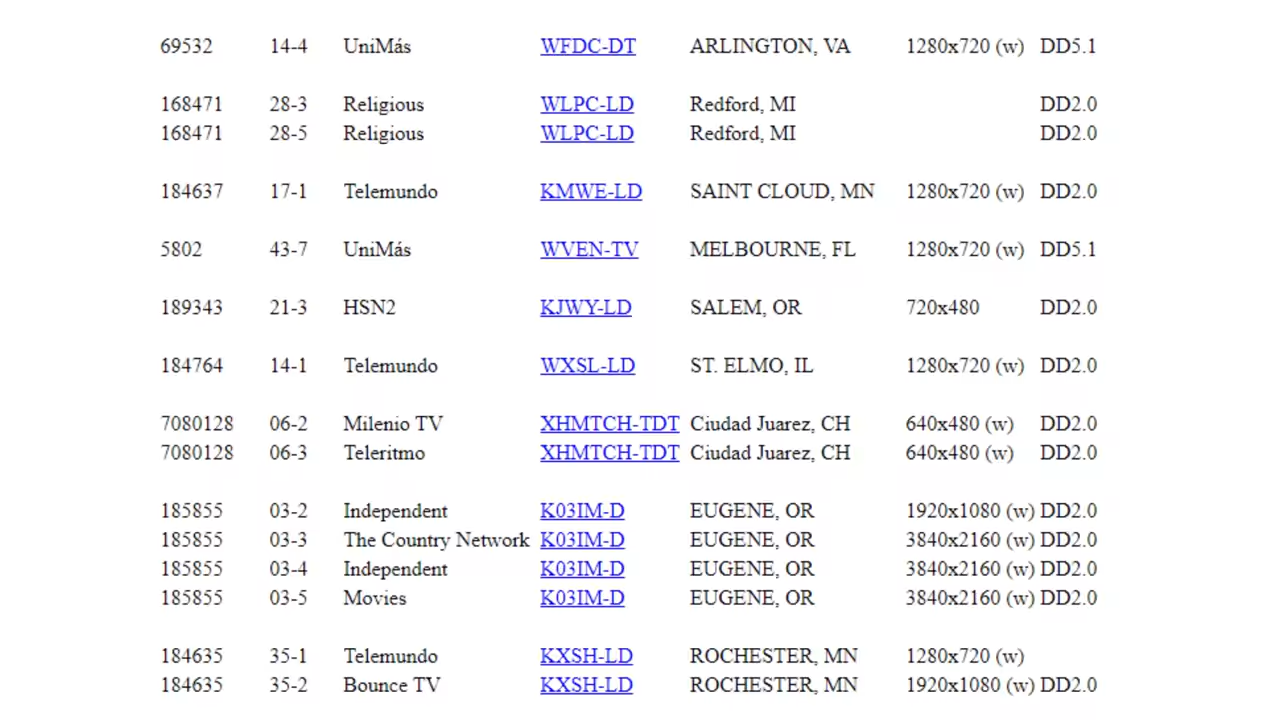 69532 14-4 UniMás WFDC-DT ARLINGTON, VA 1280x720 (w) DD5.1
168471 28-3 Religious WLPC-LD Redford, MI DD2.0
168471 28-5 Religious WLPC-LD Redford, MI DD2.0
184637 17-1 Telemundo KMWE-LD SAINT CLOUD, MN 1280x720 (w) DD2.0
5802 43-7 UniMás WVEN-TV MELBOURNE, FL 1280x720 (w) DD5.1
189343 21-3 HSN2 KJWY-LD SALEM, OR 720x480 DD2.0
184764 14-1 Telemundo WXSL-LD ST. ELMO, IL 1280x720 (w) DD2.0
7080128 06-2 Milenio TV XHMTCH-TDT Ciudad Juarez, CH 640x480 (w) DD2.0
7080128 06-3 Teleritmo XHMTCH-TDT Ciudad Juarez, CH 640x480 (w) DD2.0
185855 03-2 Independent K03IM-D EUGENE, OR 1920x1080 (w) DD2.0
185855 03-3 The Country Network K03IM-D EUGENE, OR 3840x2160 (w) DD2.0
185855 03-4 Independent K03IM-D EUGENE, OR 3840x2160 (w) DD2.0
185855 03-5 Movies K03IM-D EUGENE, OR 3840x2160 (w) DD2.0
184635 35-1 Telemundo KXSH-LD ROCHESTER, MN 1280x720 (w)
184635 35-2 Bounce TV KXSH-LD ROCHESTER, MN 1920x1080 (w) DD2.0